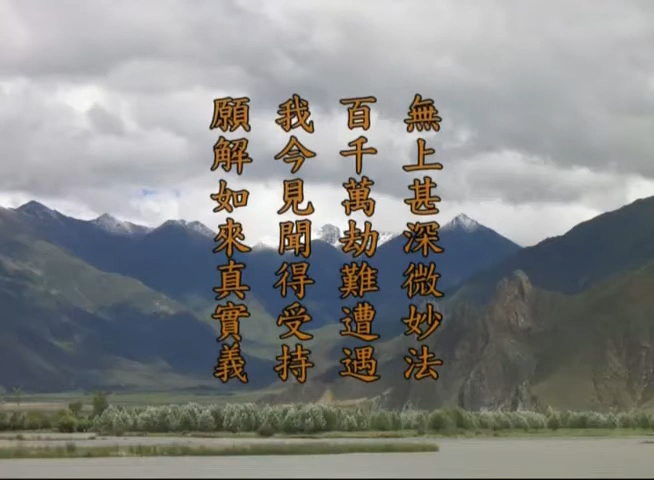 無上甚深微妙法
百千萬劫難遭遇
我今見聞得受持
願解如來真實義